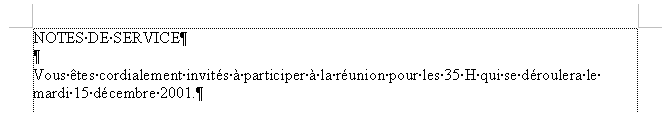 NOTES·DE·SERVICE¶
¶
Vous·êtes·cordialement·invités·à·participer·à·la·réunion·pour·les·35·H·qui·se·déroulera·le·
mardi·15·décembre·2001.¶